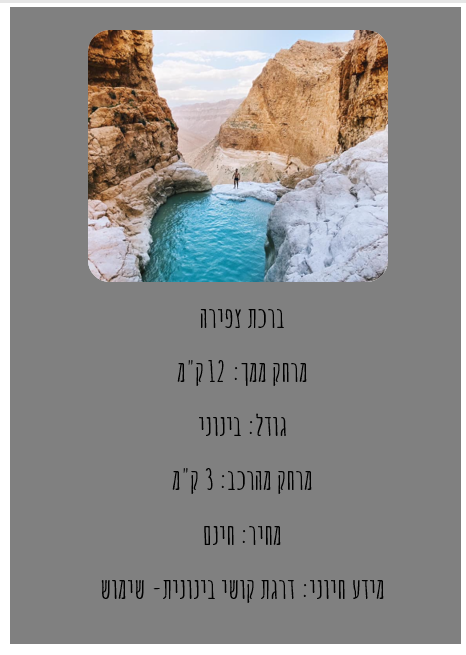 ברכת צפירה
מרחק ממך: 12 ק"מ
גודל: בינוני
מרחק מהרכב: 3 ק"מ
מחיר: חינם
מידע חיוני: דרגת קושי בינונית- שימוש